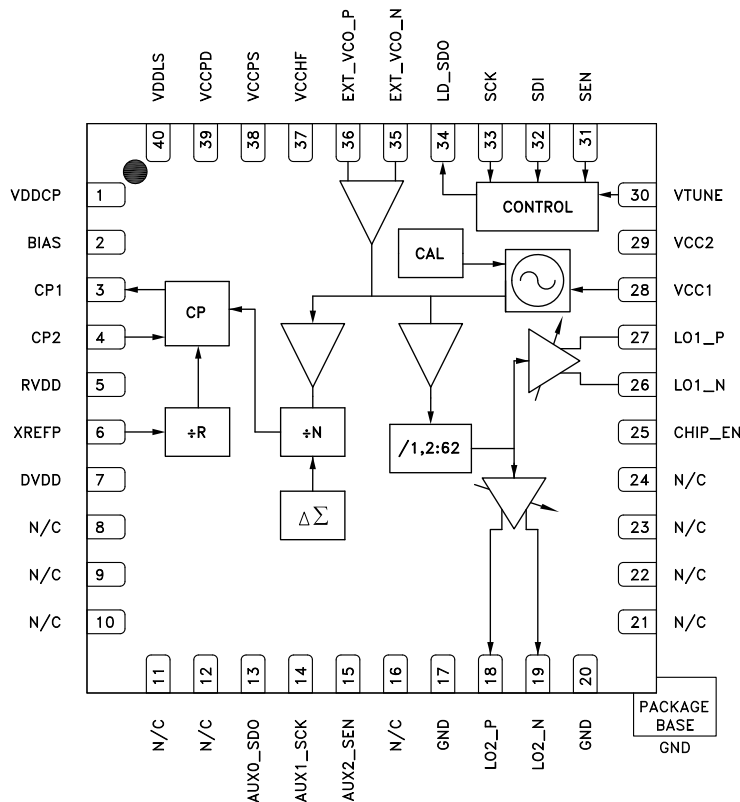 VDDLS
VCCPD
VCCPS
VCCHF
EXT_VCO_P
EXT_VCO_N
LD_SDO
SCK
SDI
SEN
40
39
38
37
36
35
34
33
32
31
VDDCP 1
BIAS 2
CP1 3
CP2 4
RVDD 5
XREFP 6
DVDD 7
N/C 8
N/C 9
N/C 10
CONTROL
CAL
CP
÷R
÷N
/1,2:62
ΔΣ
30 VTUNE
29 VCC2
28 VCC1
27 LO1_P
26 LO1_N
25 CHIP_EN
24 N/C
23 N/C
22 N/C
21 N/C
11
12
13
14
15
16
17
18
19
20
N/C
N/C
AUX0_SDO
AUX1_SCK
AUX2_SEN
N/C
GND
LO2_P
LO2_N
GND
PACKAGE
BASE
GND